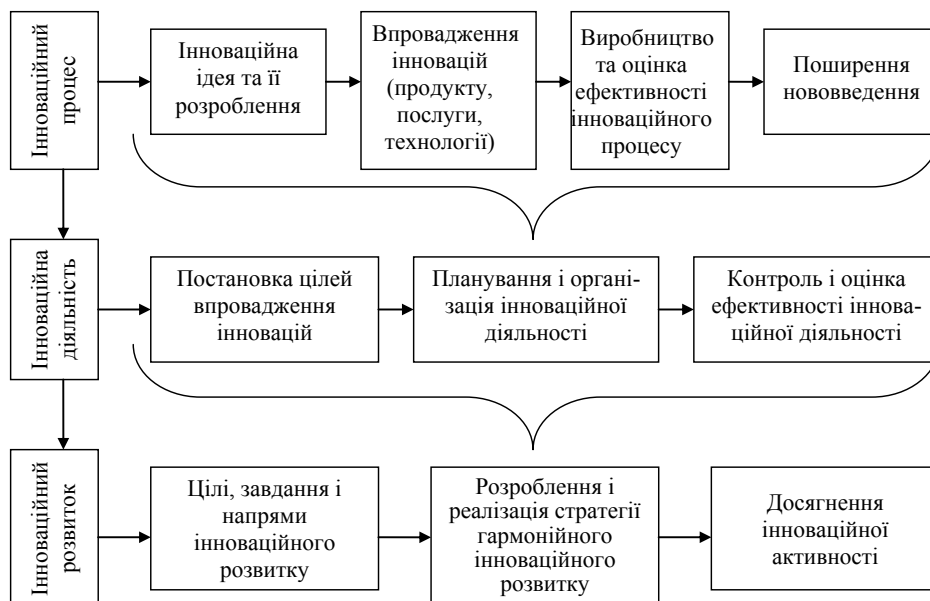 Інноваційний
процес
Інноваційна
ідея та її
розроблення
Впровадження
інновацій
(продукту,
послуги,
технології)
Виробництво
та оцінка
ефективності
інноваційного
процесу
Поширення
нововведення
Інноваційна
діяльність
Постановка цілей
впровадження
інновацій
Планування і органі-
зація інноваційної
діяльності
Контроль і оцінка
ефективності іннова-
ційної діяльності
Інноваційний
розвиток
Цілі, завдання і
напрями
інноваційного
розвитку
Розроблення і
реалізація стратегії
гармонійного
інноваційного
розвитку
Досягнення
інноваційної
активності